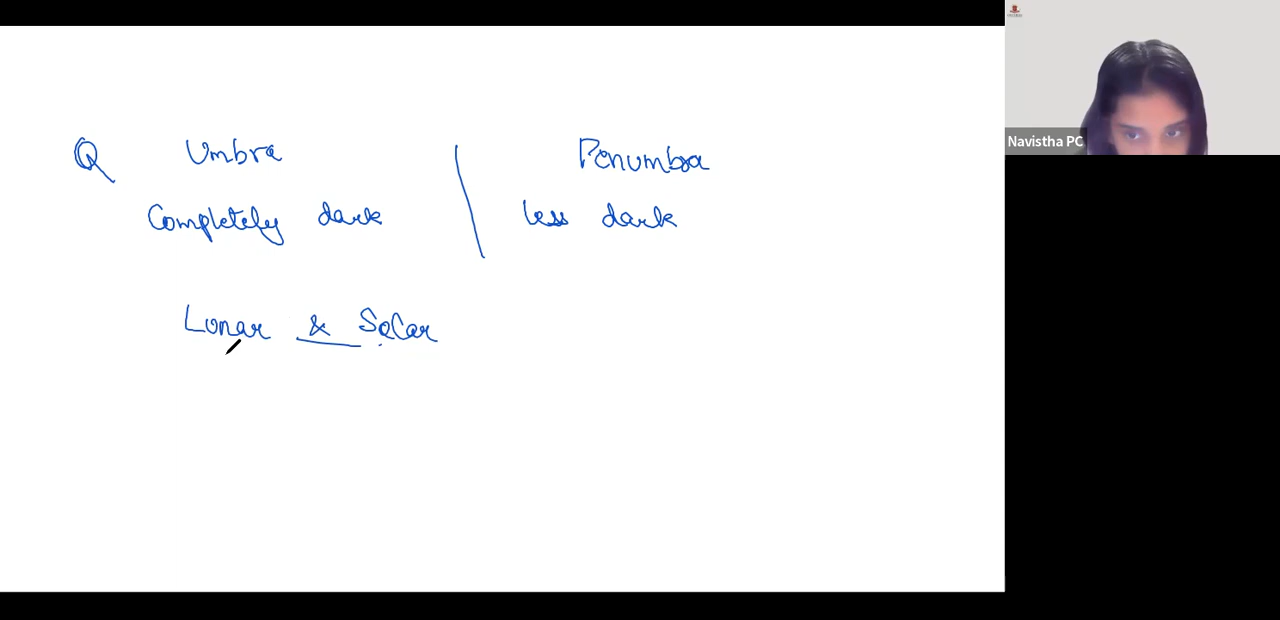 Q Umbra Penumbra
Completely dark less dark
Lunar & Solar
Navistha PC